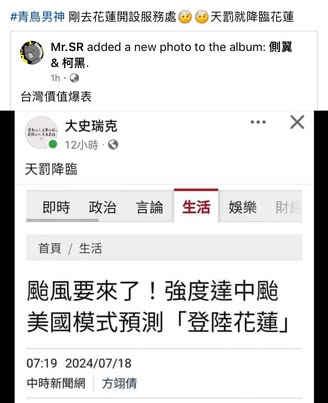 #青鳥男神 剛去花蓮開設服務處🤕🤕天罰就降臨花蓮
Mr.SR added a new photo to the album: 側翼
& 柯黑.
1h ·
台灣價值爆表
大史瑞克
12小時 ·
天罰降臨
即時 政治 言論 生活 娛樂 財經
首頁 / 生活
颱風要來了！強度達中颱
美國模式預測「登陸花蓮」
07:19 2024/07/18
中時新聞網 方翊倩